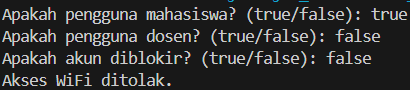 Apakah pengguna mahasiswa? (true/false): true
Apakah pengguna dosen? (true/false): false
Apakah akun diblokir? (true/false): false
Akses WiFi ditolak.